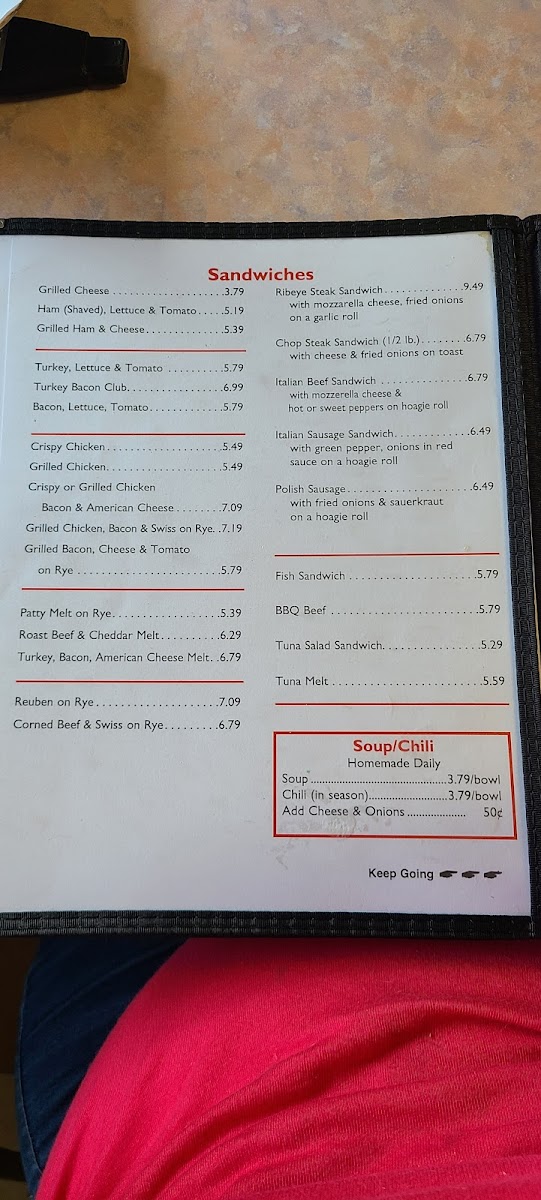 Sandwiches
Grilled Cheese . . . . . . . . . . . . . . . . . . . . .3.79
Ham (Shaved), Lettuce & Tomato . . . . .5.19
Grilled Ham & Cheese. . . . . . . . . . . . . . .5.39
Turkey, Lettuce & Tomato . . . . . . . . . .5.79
Turkey Bacon Club. . . . . . . . . . . . . . . . .6.99
Bacon, Lettuce, Tomato. . . . . . . . . . . . .5.79
Crispy Chicken . . . . . . . . . . . . . . . . . . . . .5.49
Grilled Chicken. . . . . . . . . . . . . . . . . . . . .5.49
Crispy or Grilled Chicken
Bacon & American Cheese . . . . . . . .7.09
Grilled Chicken, Bacon & Swiss on Rye. .7.19
Grilled Bacon, Cheese & Tomato
on Rye . . . . . . . . . . . . . . . . . . . . . . . . . .5.79
Patty Melt on Rye. . . . . . . . . . . . . . . . . . .5.39
Roast Beef & Cheddar Melt. . . . . . . . . . .6.29
Turkey, Bacon, American Cheese Melt. .6.79
Reuben on Rye . . . . . . . . . . . . . . . . . . . . .7.09
Corned Beef & Swiss on Rye. . . . . . . . .6.79
Ribeye Steak Sandwich. . . . . . . . . . . . . . .9.49
with mozzarella cheese, fried onions
on a garlic roll
Chop Steak Sandwich (1/2 lb.). . . . . . . .6.79
with cheese & fried onions on toast
Italian Beef Sandwich . . . . . . . . . . . . . . .6.79
with mozzerella cheese &
hot or sweet peppers on hoagie roll
Italian Sausage Sandwich. . . . . . . . . . . . .6.49
with green pepper, onions in red
sauce on a hoagie roll
Polish Sausage. . . . . . . . . . . . . . . . . . . . . .6.49
with fried onions & sauerkraut
on a hoagie roll
Fish Sandwich . . . . . . . . . . . . . . . . . . . . . .5.79
BBQ Beef . . . . . . . . . . . . . . . . . . . . . . . . .5.79
Tuna Salad Sandwich. . . . . . . . . . . . . . . . .5.29
Tuna Melt . . . . . . . . . . . . . . . . . . . . . . . . .5.59
Soup/Chili
Homemade Daily
Soup ................................................3.79/bowl
Chili (in season)............................3.79/bowl
Add Cheese & Onions .................... 50¢
Keep Going